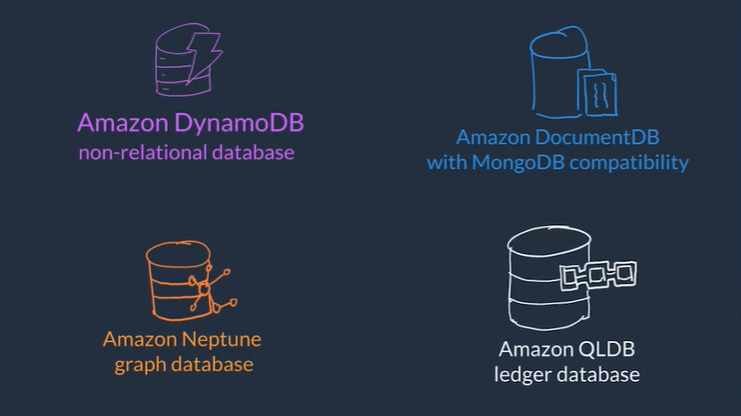 Amazon DynamoDB
non-relational database
Amazon DocumentDB
with MongoDB compatibility
Amazon Neptune
graph database
Amazon QLDB
ledger database